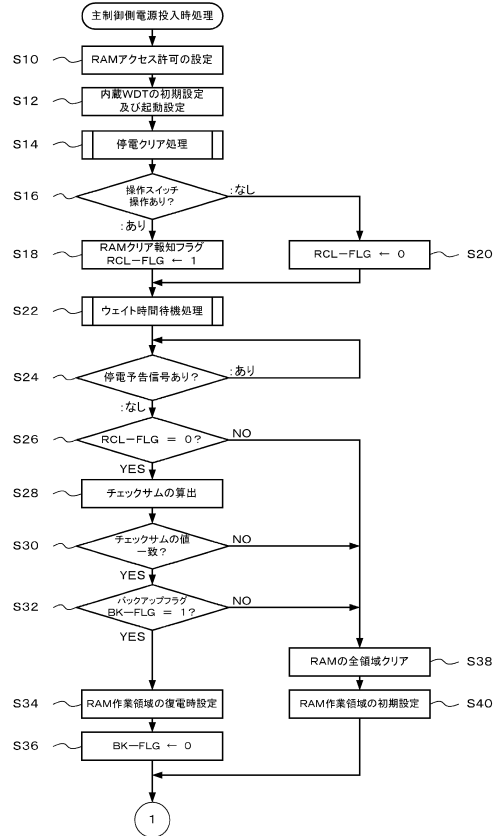 主制御側電源投入時処理
S10
RAMアクセス許可の設定
S12
内蔵WDTの初期設定
及び起動設定
S14
停電クリア処理
S16
操作スイッチ
操作あり?
:なし
:あり
S18
RAMクリア報知フラグ
RCL−FLG ← 1
RCL−FLG ← 0
S20
S22
ウェイト時間待機処理
S24
停電予告信号あり?
:あり
:なし
S26
RCL−FLG = 0?
NO
YES
S28
チェックサムの算出
S30
チェックサムの値
一致?
NO
YES
S32
バックアップフラグ
BK−FLG = 1?
NO
YES
RAMの全領域クリア
S38
S34
RAM作業領域の復電時設定
RAM作業領域の初期設定
S40
S36
BK−FLG ← 0
1